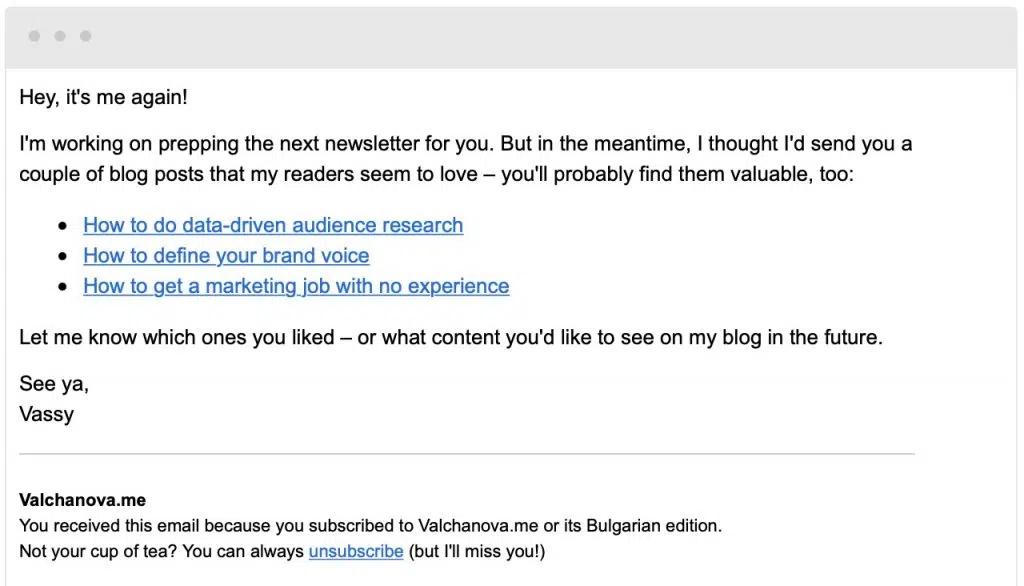 Hey, it's me again!
I'm working on prepping the next newsletter for you. But in the meantime, I thought I'd send you a
couple of blog posts that my readers seem to love – you'll probably find them valuable, too:
• How to do data-driven audience research
• How to define your brand voice
• How to get a marketing job with no experience
Let me know which ones you liked – or what content you'd like to see on my blog in the future.
See ya,
Vassy
Valchanova.me
You received this email because you subscribed to Valchanova.me or its Bulgarian edition.
Not your cup of tea? You can always unsubscribe (but I'll miss you!)